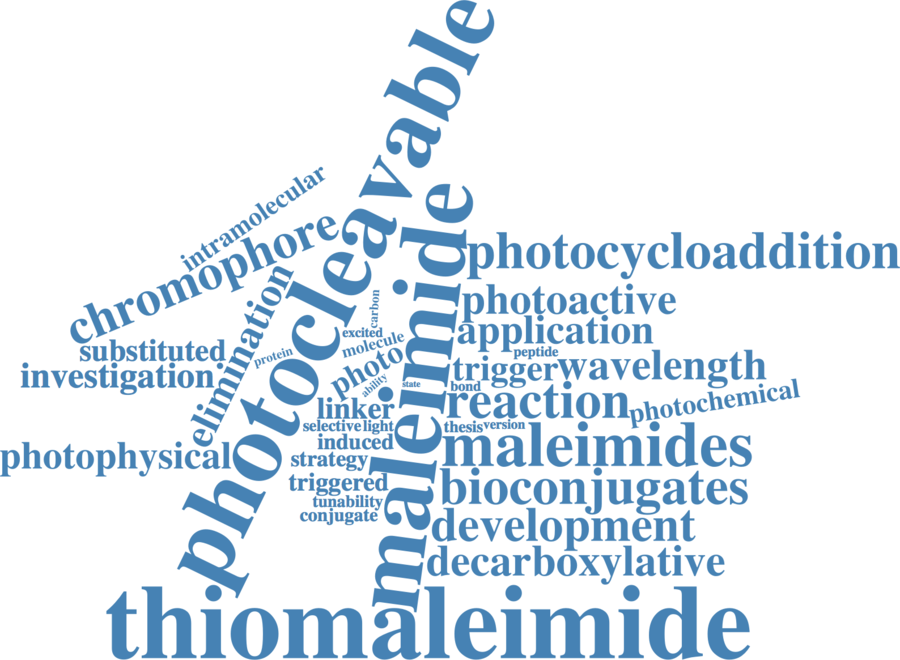 photocleavable
maleimide
intramolecular
chromophore
photocycloaddition
elimination
photoactive
carbon
application
excited
substituted
molecule
protein
peptide
investigation
photo
trigger
wavelength
ability
state
bond
linker
reaction
photochemical
selective
light
thesis
version
induced
maleimides
photophysical
strategy
triggered
bioconjugates
tunability
conjugate
development
decarboxylative
thiomaleimide